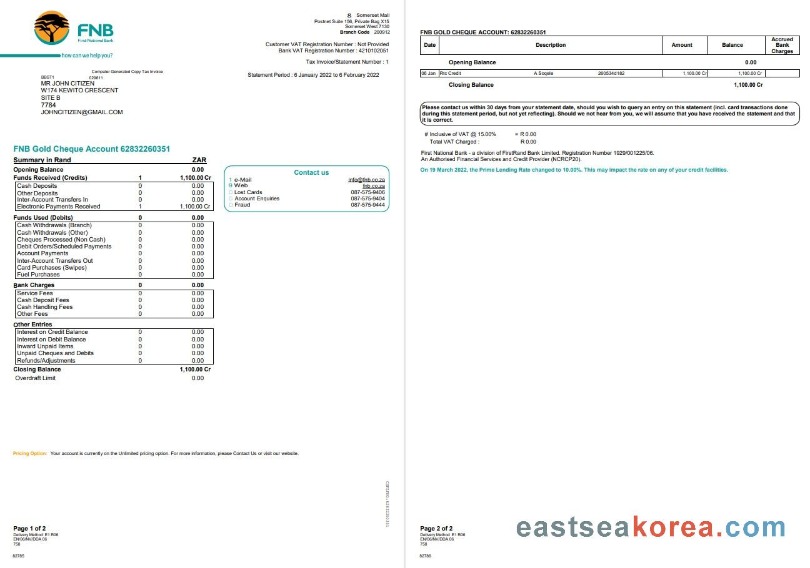 FNB
First National Bank
how can we help you?
8 Somerset Mall
Postnet Suite 106, Private Bag X15
Somerset West 7130
Branch Code 200912
Customer VAT Registration Number : Not Provided
Bank VAT Registration Number : 4210102051
Tax Invoice/Statement Number : 1
Statement Period : 6 January 2022 to 6 February 2022
Computer Generated Copy Tax Invoice
MR JOHN CITIZEN
W174 KEWITO CRESCENT
SITE B
7784
JOHNCITIZEN@GMAIL.COM
FNB Gold Cheque Account 62832260351
Summary in Rand ZAR
Opening Balance 0.00
Funds Received (Credits) 1 1,100.00 Cr
Cash Deposits 0 0.00
Other Deposits 0 0.00
Inter-Account Transfers In 0 0.00
Electronic Payments Received 1 1,100.00 Cr
Funds Used (Debits) 0 0.00
Cash Withdrawals (Branch) 0 0.00
Cash Withdrawals (Other) 0 0.00
Cheques Processed (Non Cash) 0 0.00
Debit Orders/Scheduled Payments 0 0.00
Account Payments 0 0.00
Inter-Account Transfers Out 0 0.00
Card Purchases (Swipes) 0 0.00
Fuel Purchases 0 0.00
Bank Charges 0 0.00
Service Fees 0 0.00
Cash Deposit Fees 0 0.00
Cash Handling Fees 0 0.00
Other Fees 0 0.00
Other Entries
Interest on Credit Balance 0 0.00
Interest on Debit Balance 0 0.00
Inward Unpaid Items 0 0.00
Unpaid Cheques and Debits 0 0.00
Refunds/Adjustments 0 0.00
Closing Balance 1,100.00 Cr
Overdraft Limit 0.00
Contact us
e-Mail info@fnb.co.za
Web fnb.co.za
Lost Cards 087-575-9406
Account Enquiries 087-575-9404
Fraud 087-575-9444
Pricing Option: Your account is currently on the Unlimited pricing option. For more information, please Contact Us or visit our website.
Page 1 of 2
Delivery Method: E1 R06
758
62785
FNB GOLD CHEQUE ACCOUNT: 62832260351
Date Description Amount Balance Accrued Bank Charges
Opening Balance 0.00
06 Jan Rtc Credit 1,100.00 Cr 1,100.00 Cr
Closing Balance 1,100.00 Cr
Please contact us within 30 days from your statement date, should you wish to query an entry on this statement (incl. card transactions done
during this statement period, but not yet reflecting). Should we not hear from you, we will assume that you have received the statement and that
it is correct.
# Inclusive of VAT @ 15.00% = R 0.00
Total VAT Charged : R 0.00
First National Bank - a division of FirstRand Bank Limited, Registration Number 1929/001225/06.
An Authorised Financial Services and Credit Provider (NCRCP20).
On 19 March 2022, the Prime Lending Rate changed to 10.00%. This may impact the rate on any of your credit facilities.
Page 2 of 2
Delivery Method: E1 R06
758
62785
eastseakorea.com